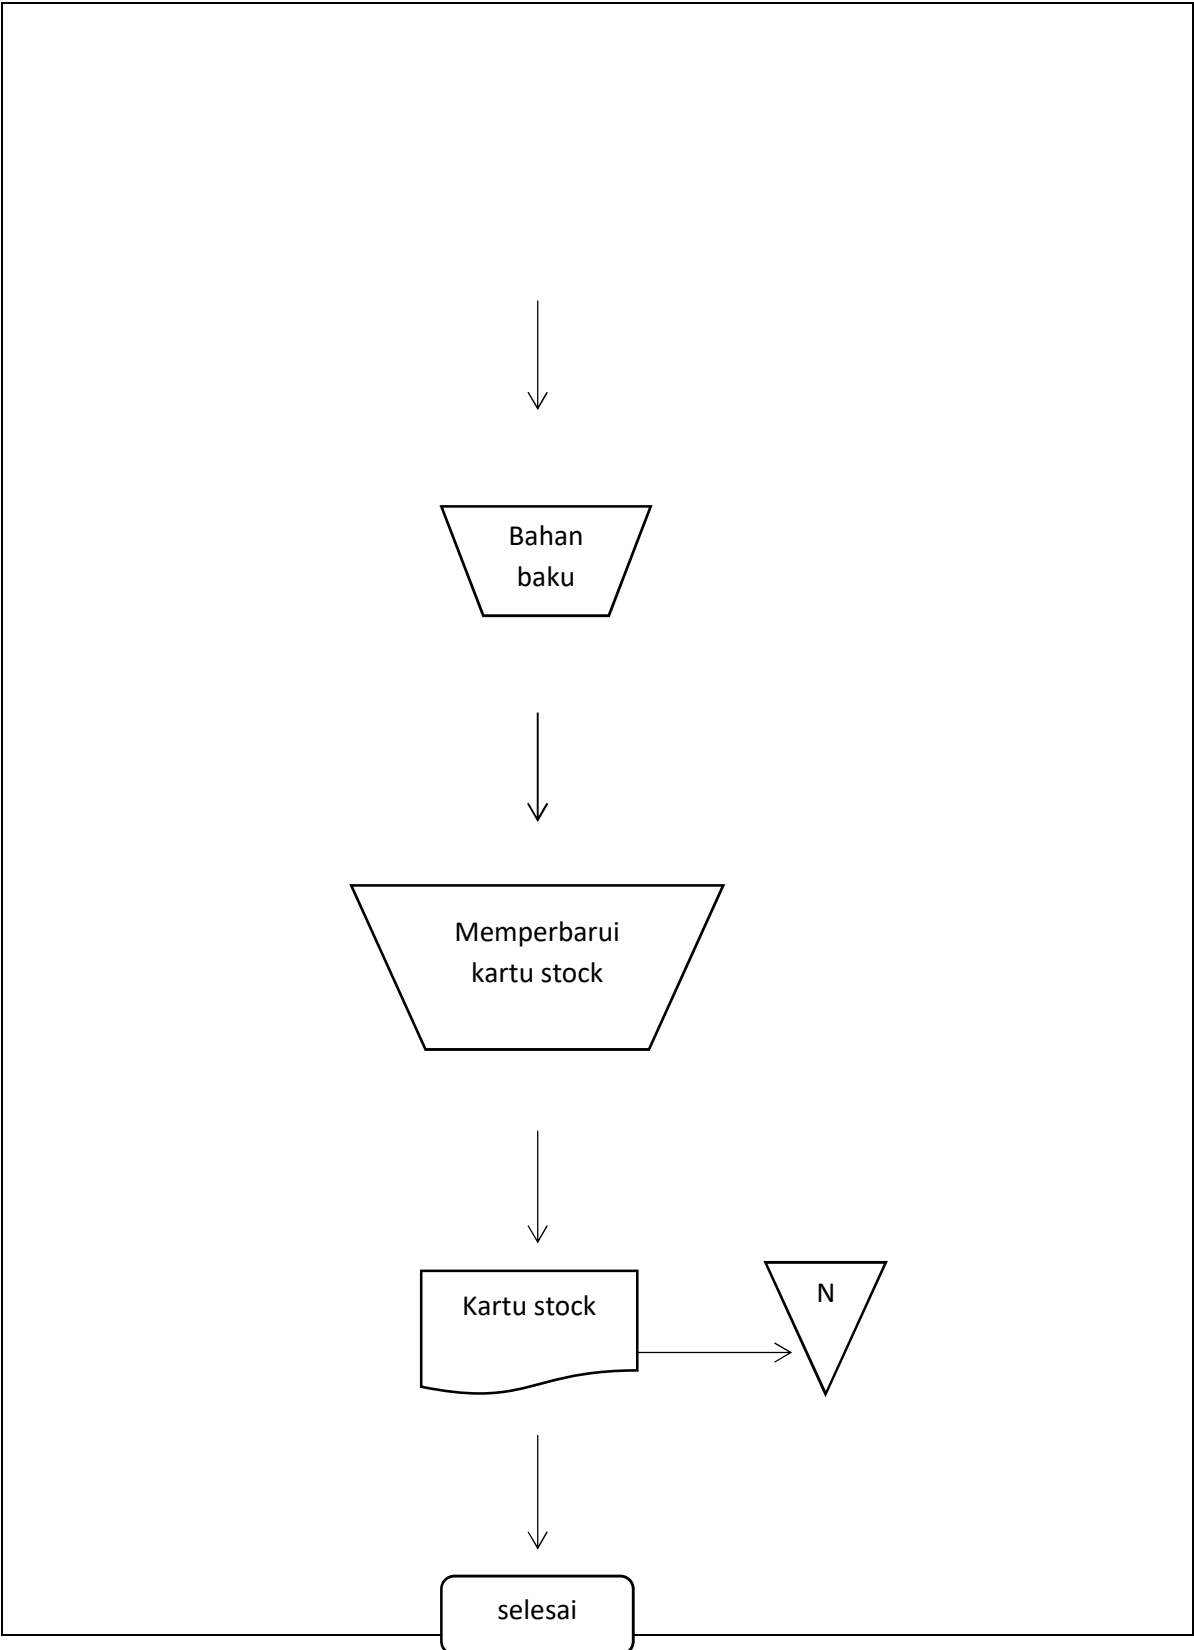 Bahan
baku
Memperbarui
kartu stock
Kartu stock
N
selesai